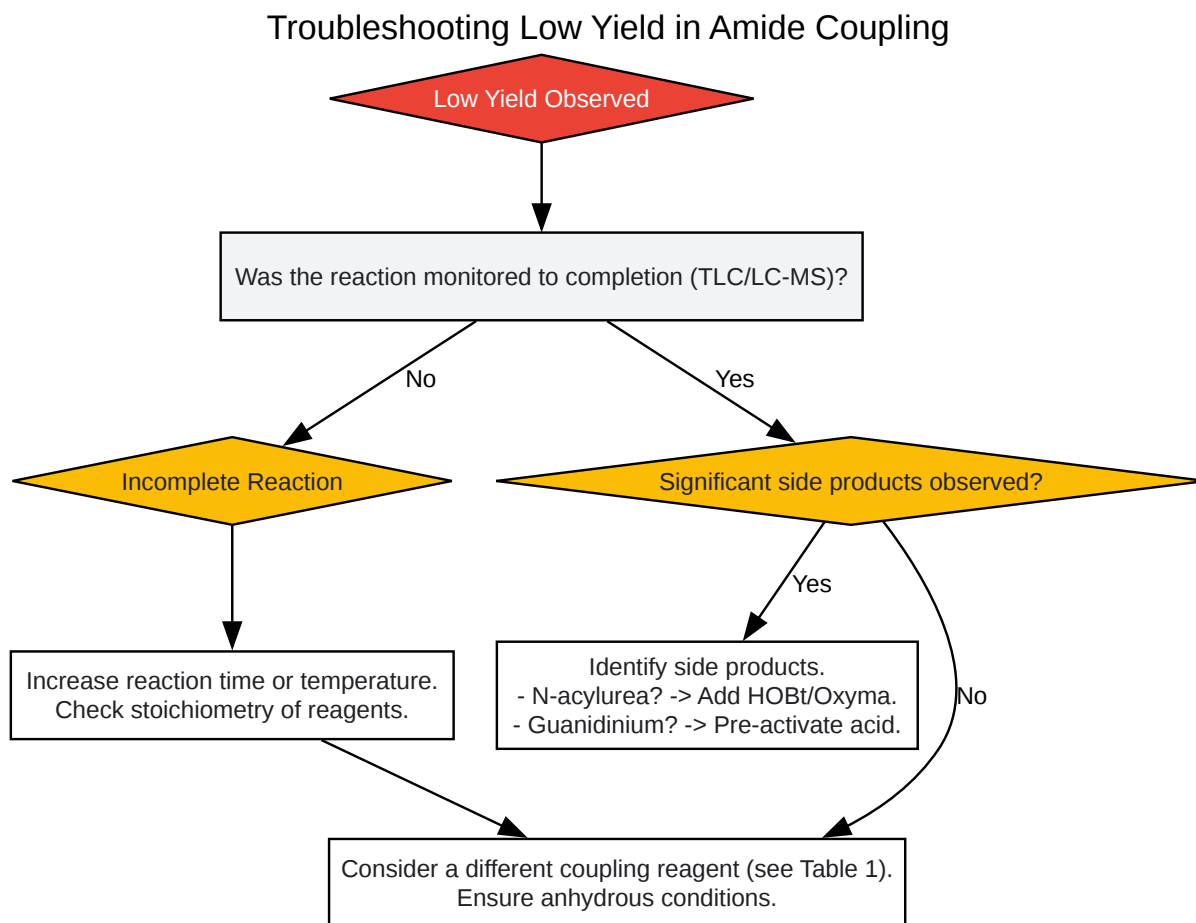 Troubleshooting Low Yield in Amide Coupling
Low Yield Observed
Was the reaction monitored to completion (TLC/LC-MS)?
No
Yes
Incomplete Reaction
Significant side products observed?
Yes
Increase reaction time or temperature.
Check stoichiometry of reagents.
Identify side products.
- N-acylurea? -> Add HOBt/Oxyma.
- Guanidinium? -> Pre-activate acid.
No
Consider a different coupling reagent (see Table 1).
Ensure anhydrous conditions.